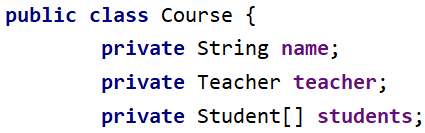 public class Course {
private String name;
private Teacher teacher;
private Student[] students;